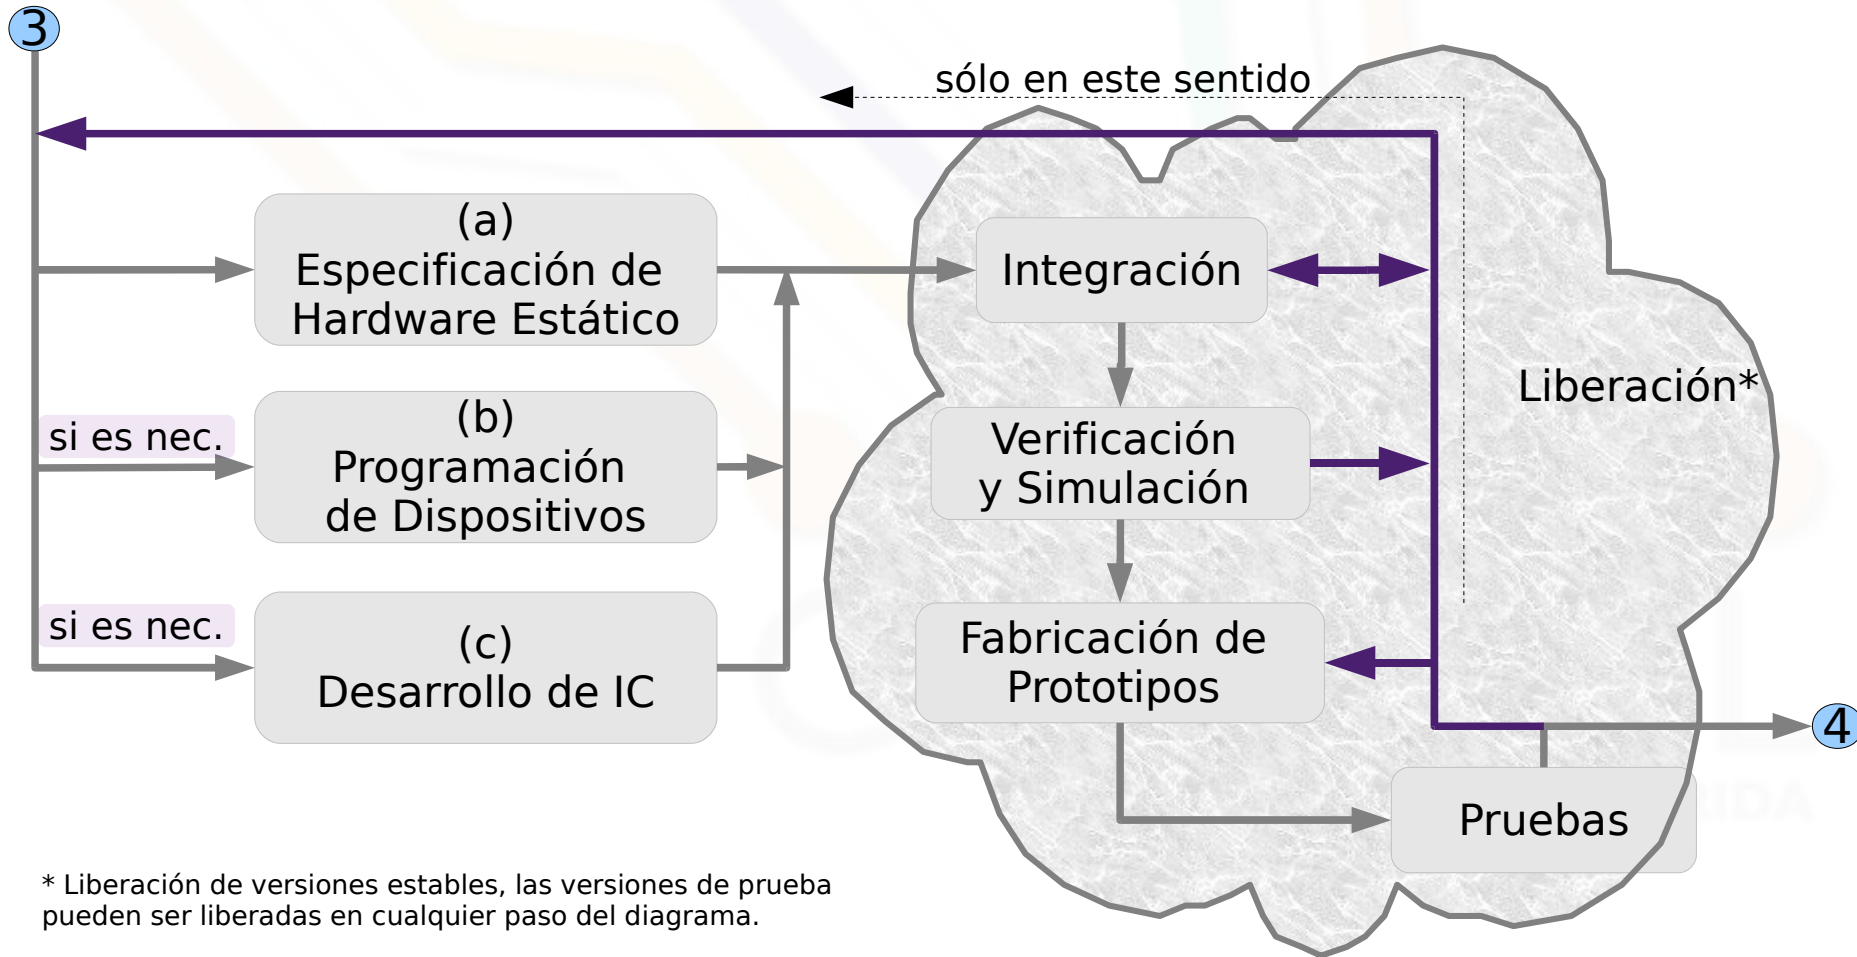 3
sólo en este sentido
(a)
Especificación de
Hardware Estático
Integración
Liberación*
si es nec.
(b)
Programación
de Dispositivos
Verificación
y Simulación
si es nec.
(c)
Desarrollo de IC
Fabricación de
Prototipos
4
Pruebas
* Liberación de versiones estables, las versiones de prueba
pueden ser liberadas en cualquier paso del diagrama.